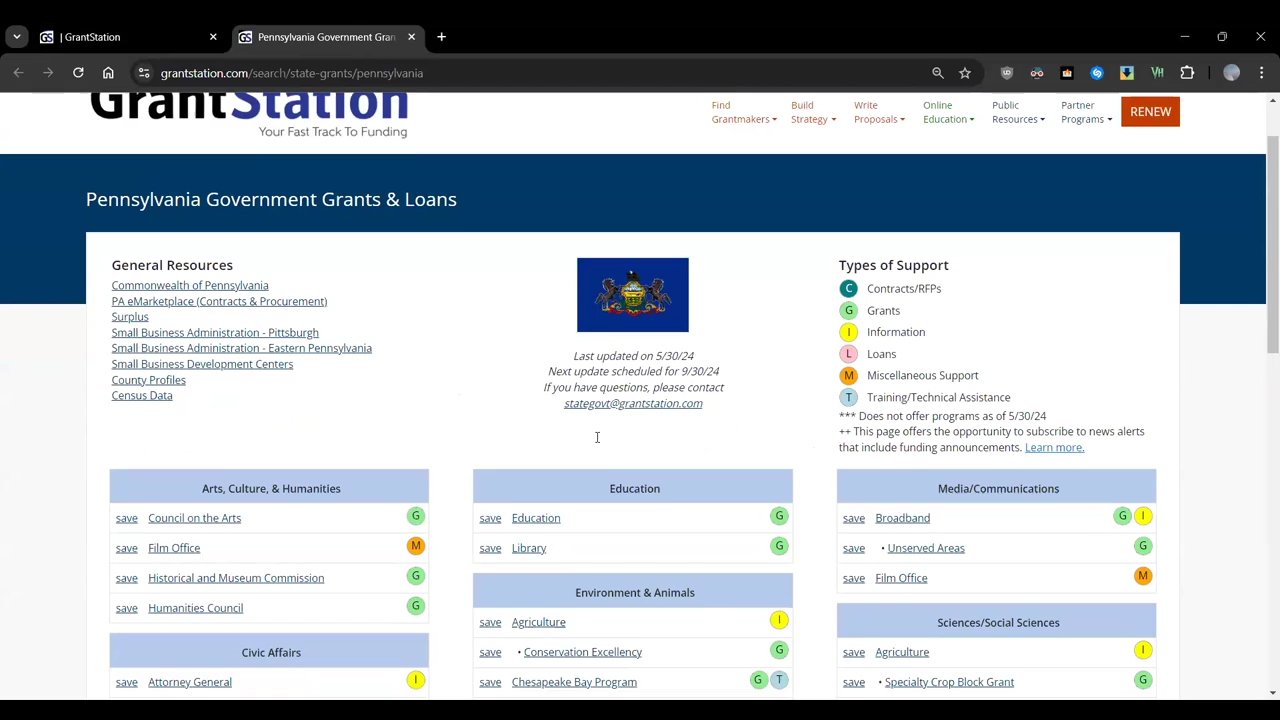 | GrantStation
Pennsylvania Government Gran
grantstation.com/search/state-grants/pennsylvania
GrantStation
Your Fast Track To Funding
Find
Grantmakers
Build
Strategy
Write
Proposals
Online
Education
Public
Resources
Partner
Programs
RENEW
Pennsylvania Government Grants & Loans
General Resources
Commonwealth of Pennsylvania
PA eMarketplace (Contracts & Procurement)
Surplus
Small Business Administration - Pittsburgh
Small Business Administration - Eastern Pennsylvania
Small Business Development Centers
County Profiles
Census Data
Last updated on 5/30/24
Next update scheduled for 9/30/24
If you have questions, please contact
stategovt@grantstation.com
Types of Support
C Contracts/RFPs
G Grants
I Information
L Loans
M Miscellaneous Support
T Training/Technical Assistance
*** Does not offer programs as of 5/30/24
++ This page offers the opportunity to subscribe to news alerts
that include funding announcements. Learn more.
Arts, Culture, & Humanities
save Council on the Arts G
save Film Office M
save Historical and Museum Commission G
save Humanities Council G
Civic Affairs
save Attorney General I
Education
save Education G
save Library G
Environment & Animals
save Agriculture I
save • Conservation Excellency G
save Chesapeake Bay Program G T
Media/Communications
save Broadband G I
save • Unserved Areas G
save Film Office M
Sciences/Social Sciences
save Agriculture I
save • Specialty Crop Block Grant G